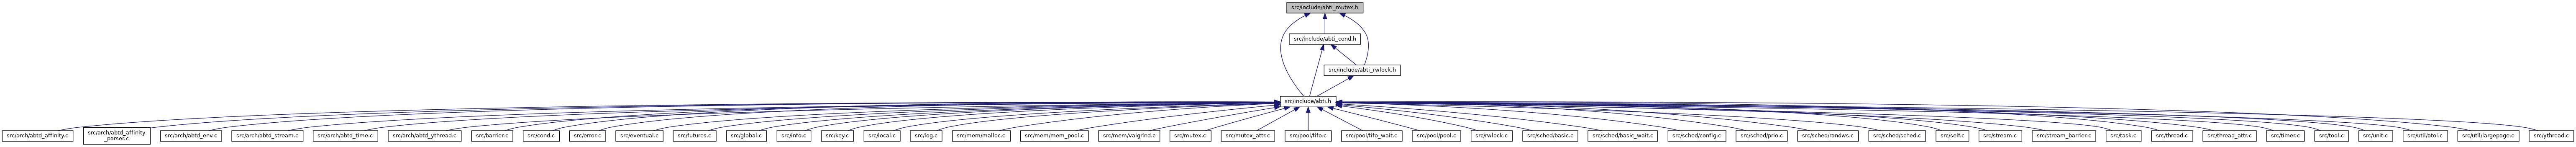 src/include/abti_mutex.h
src/include/abti_cond.h
src/include/abti_rwlock.h
src/include/abti.h
src/arch/abtd_affinity.c
src/arch/abtd_affinity
_parser.c
src/arch/abtd_env.c
src/arch/abtd_stream.c
src/arch/abtd_time.c
src/arch/abtd_ythread.c
src/barrier.c
src/cond.c
src/error.c
src/eventual.c
src/futures.c
src/global.c
src/info.c
src/key.c
src/local.c
src/log.c
src/mem/malloc.c
src/mem/mem_pool.c
src/mem/valgrind.c
src/mutex.c
src/mutex_attr.c
src/pool/fifo.c
src/pool/fifo_wait.c
src/pool/pool.c
src/rwlock.c
src/sched/basic.c
src/sched/basic_wait.c
src/sched/config.c
src/sched/prio.c
src/sched/randws.c
src/sched/sched.c
src/self.c
src/stream.c
src/stream_barrier.c
src/task.c
src/thread.c
src/thread_attr.c
src/timer.c
src/tool.c
src/unit.c
src/util/atoi.c
src/util/largepage.c
src/ythread.c